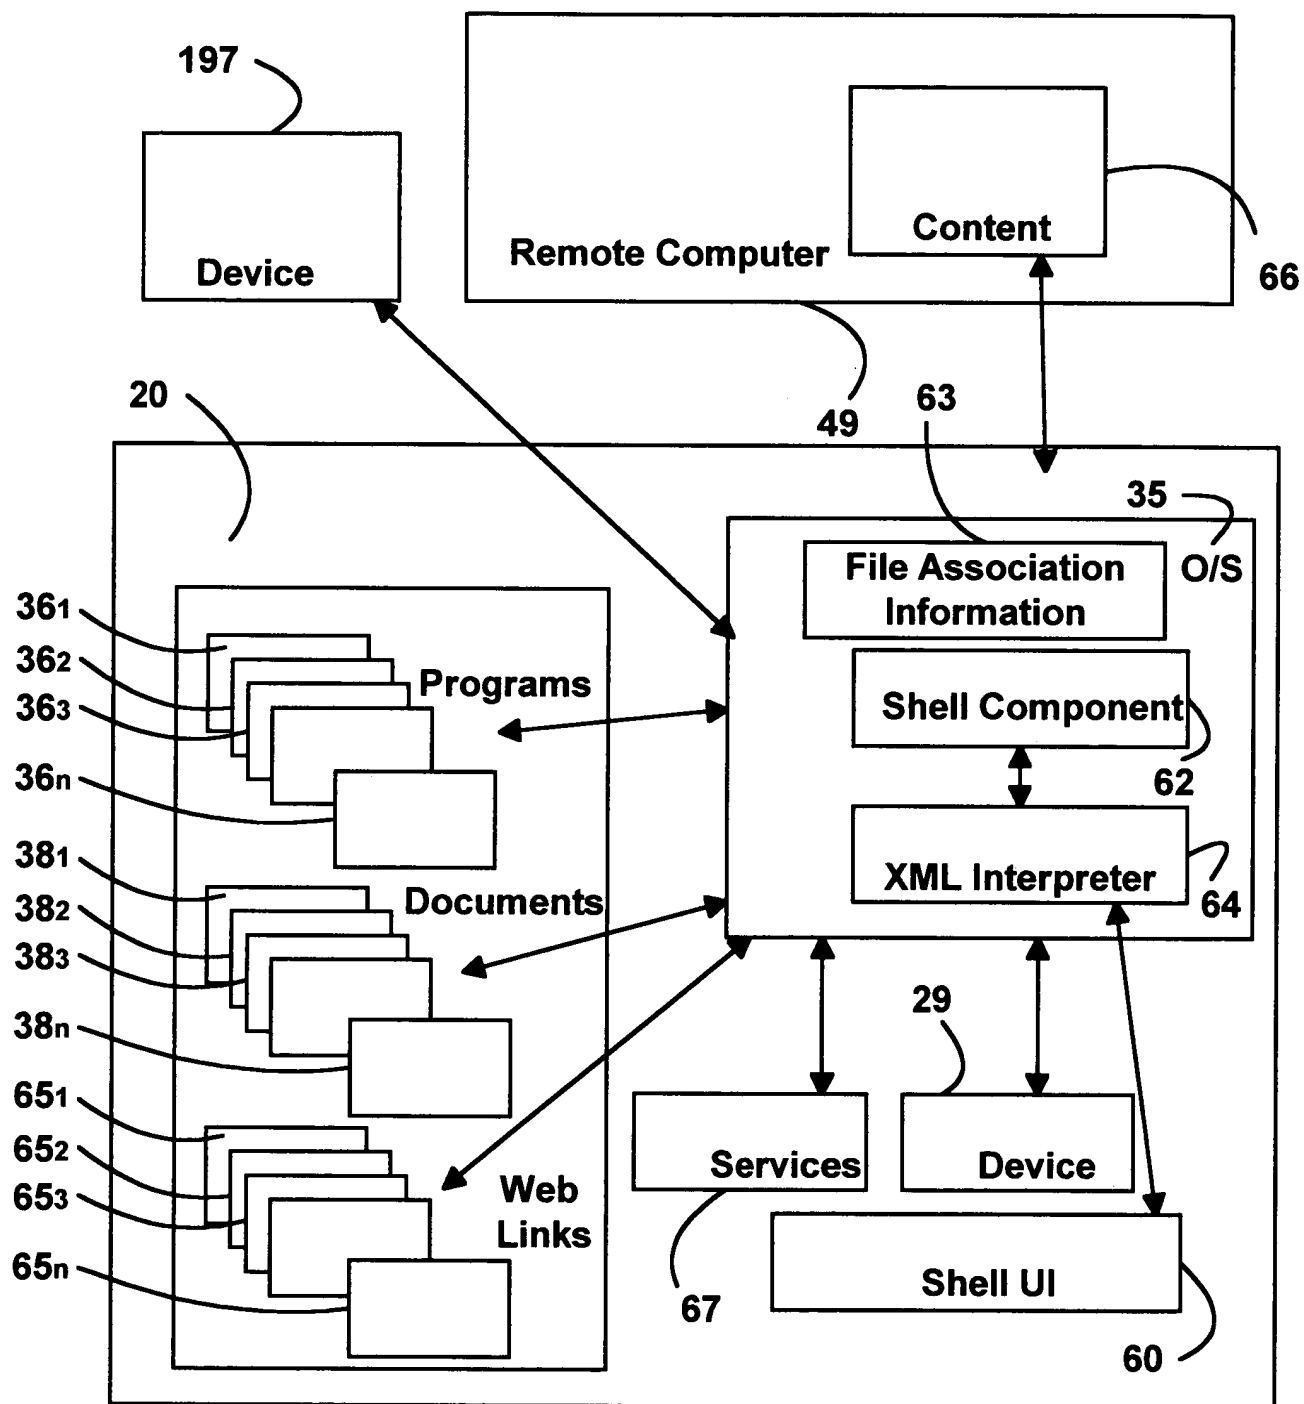 197
Device
Remote Computer
Content
66
49
20
63
35
O/S
File Association
Information
Shell Component
62
XML Interpreter
64
36₁
36₂
36₃
36n
Programs
38₁
38₂
38₃
38n
Documents
65₁
65₂
65₃
65n
Web
Links
29
Services
67
Device
Shell UI
60